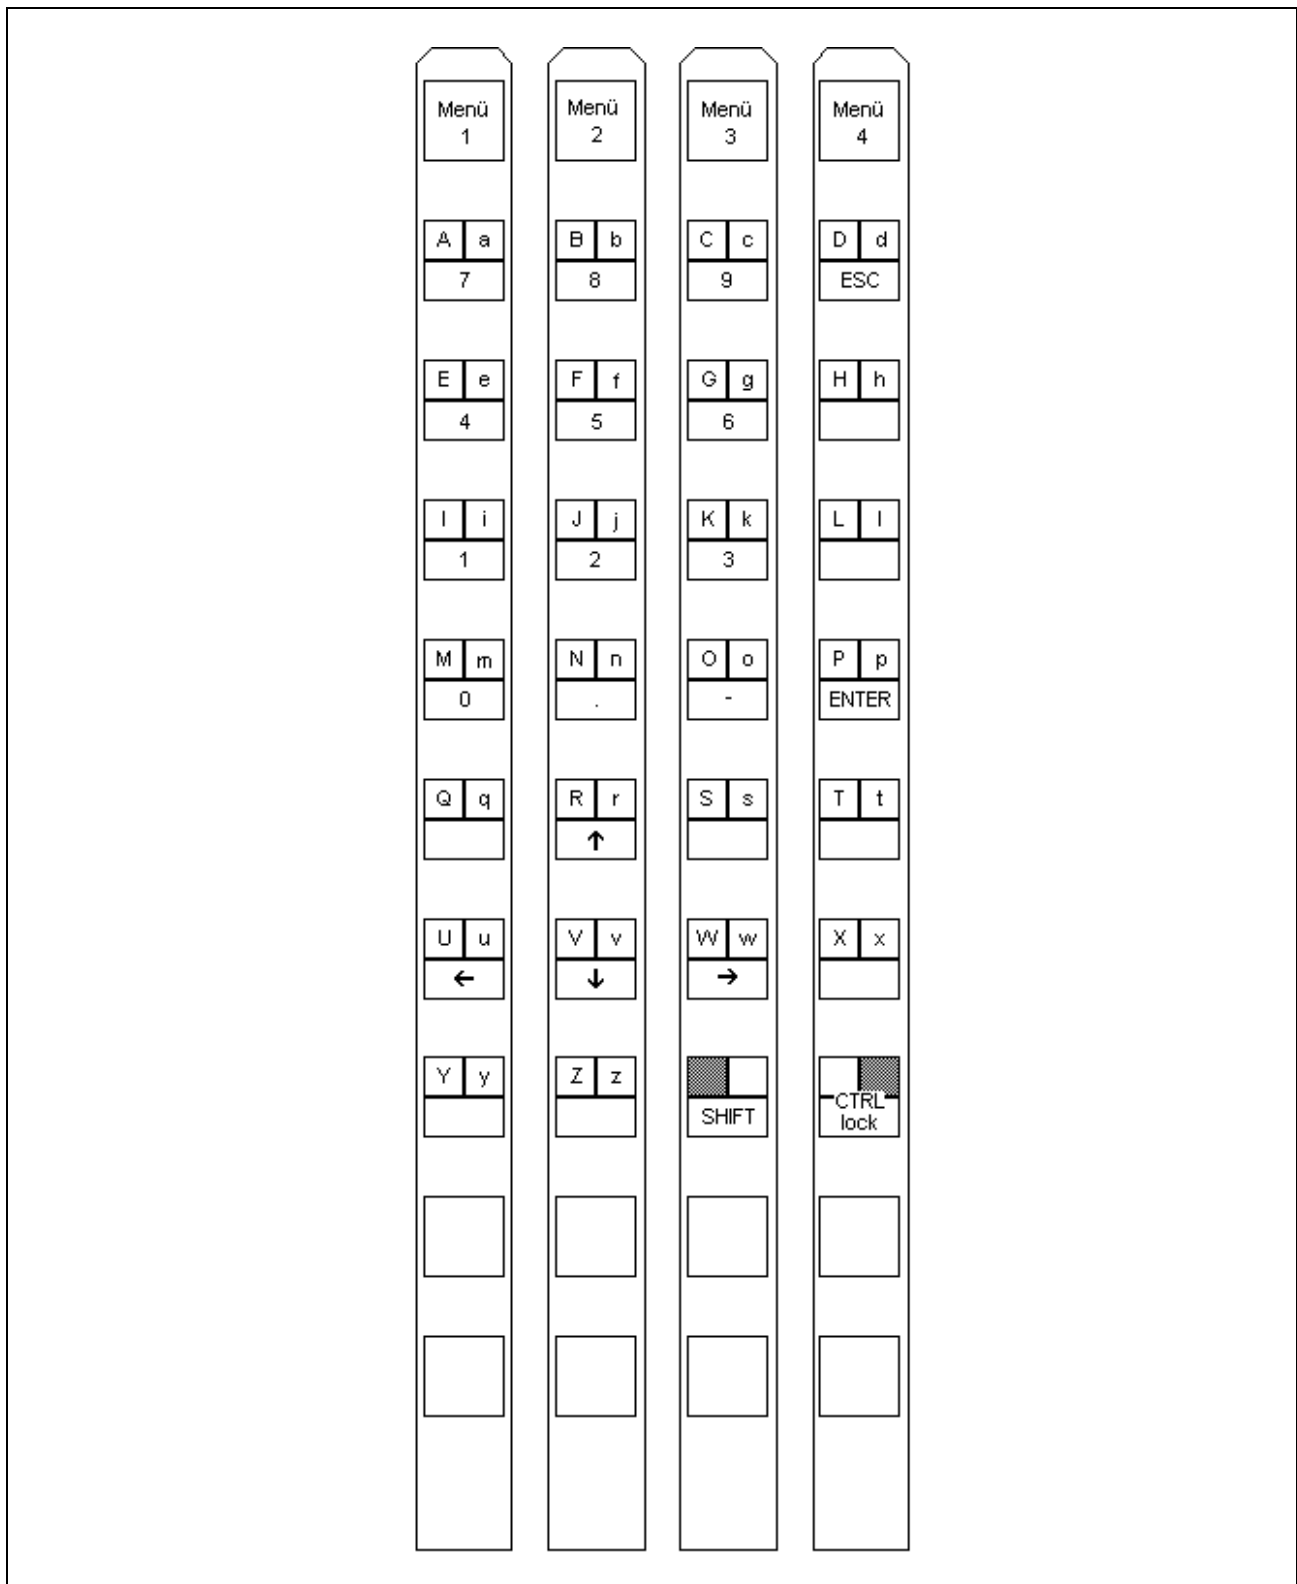 Menü Menü Menü Menü
1 2 3 4
A a B b C c D d
7 8 9 ESC
E e F f G g H h
4 5 6
I i J j K k L l
1 2 3
M m N n O o P p
0 . - ENTER
Q q R r S s T t
↑
U u V v W w X x
← ↓ →
Y y Z z
SHIFT CTRL
lock